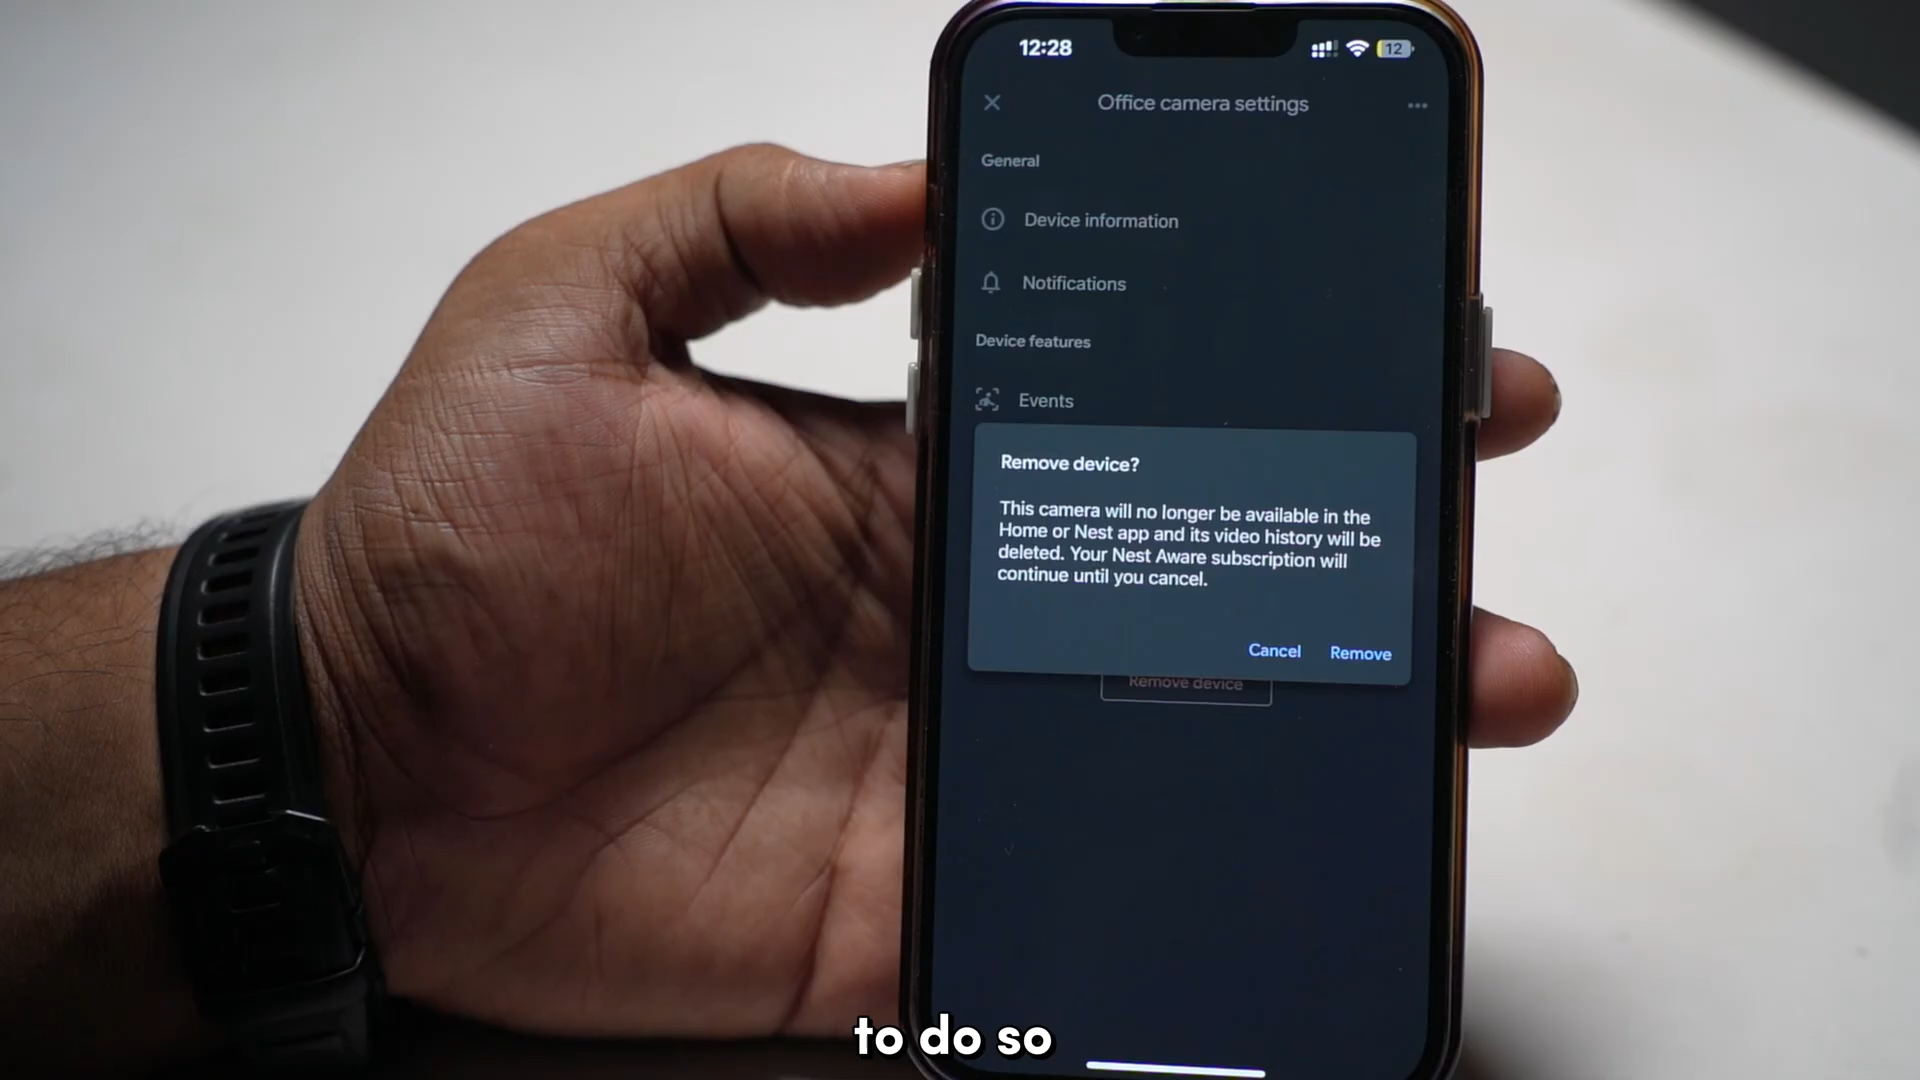 12:28
12
Office camera settings
General
Device information
Notifications
Device features
Events
Remove device?
This camera will no longer be available in the
Home or Nest app and its video history will be
deleted. Your Nest Aware subscription will
continue until you cancel.
Cancel
Remove
Remove device
to do so